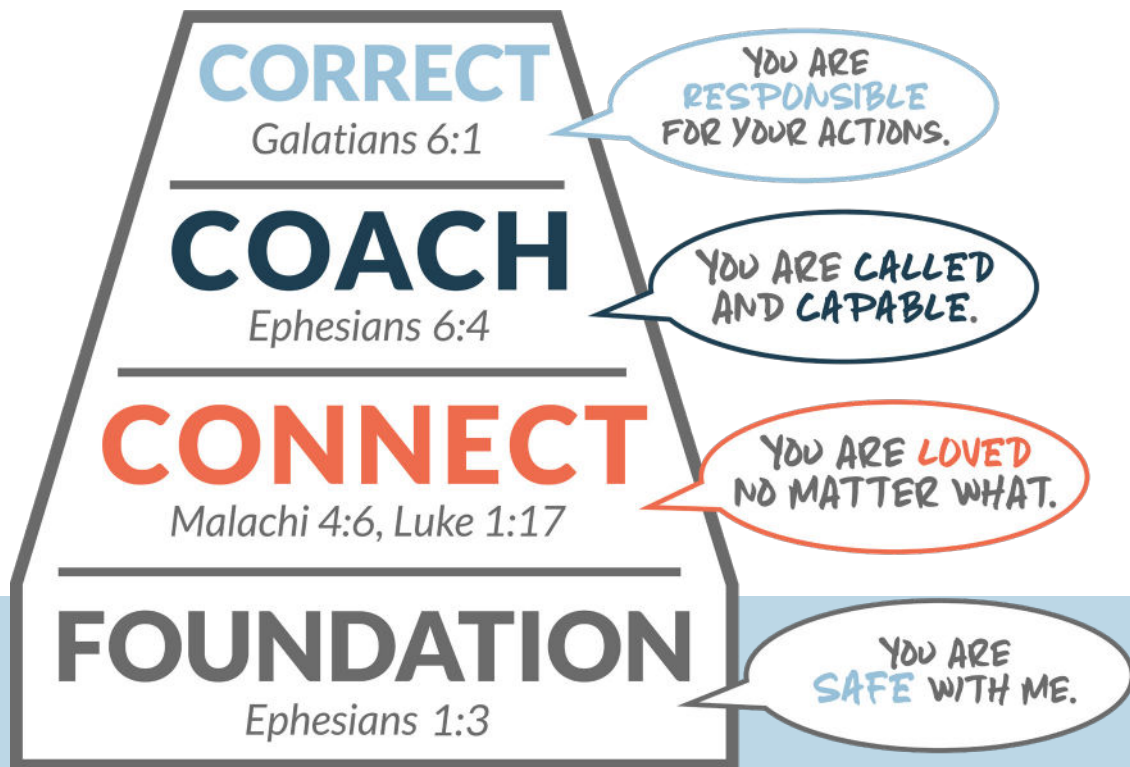 CORRECT
Galatians 6:1
YOU ARE
RESPONSIBLE
FOR YOUR ACTIONS.
COACH
Ephesians 6:4
YOU ARE CALLED
AND CAPABLE.
CONNECT
Malachi 4:6, Luke 1:17
YOU ARE LOVED
NO MATTER WHAT.
FOUNDATION
Ephesians 1:3
YOU ARE
SAFE WITH ME.